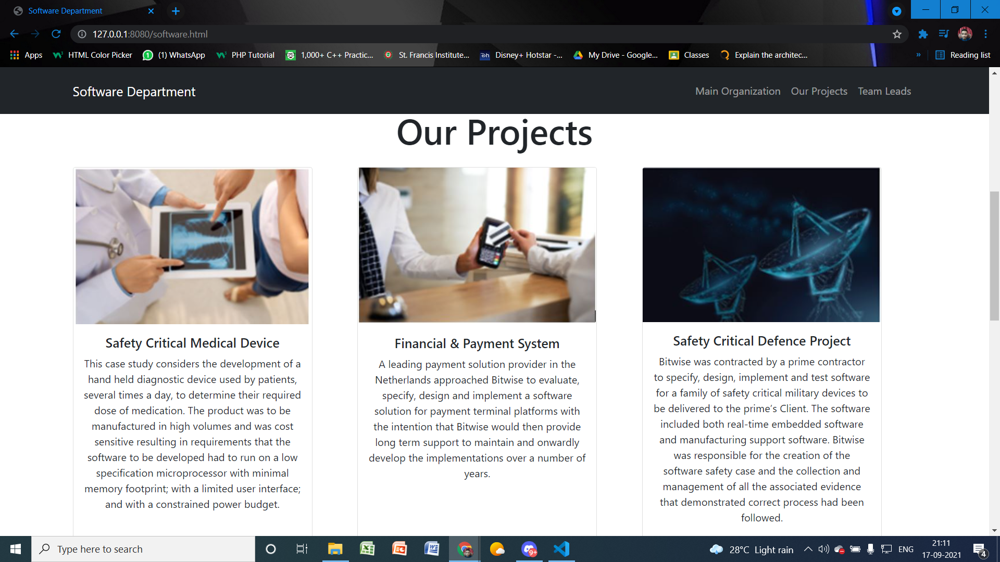 Software Department
127.0.0.1:8080/software.html
Apps
HTML Color Picker
(1) WhatsApp
PHP Tutorial
1,000+ C++ Practic...
St. Francis Institute...
Disney+ Hotstar -...
My Drive - Google...
Classes
Explain the architec...
»
Reading list
Software Department
Main Organization
Our Projects
Team Leads
Our Projects
Safety Critical Medical Device
This case study considers the development of a
hand held diagnostic device used by patients,
several times a day, to determine their required
dose of medication. The product was to be
manufactured in high volumes and was cost
sensitive resulting in requirements that the
software to be developed had to run on a low
specification microprocessor with minimal
memory footprint; with a limited user interface;
and with a constrained power budget.
Financial & Payment System
A leading payment solution provider in the
Netherlands approached Bitwise to evaluate,
specify, design and implement a software
solution for payment terminal platforms with
the intention that Bitwise would then provide
long term support to maintain and onwardly
develop the implementations over a number of
years.
Safety Critical Defence Project
Bitwise was contracted by a prime contractor
to specify, design, implement and test software
for a family of safety critical military devices to
be delivered to the prime’s Client. The software
included both real-time embedded software
and manufacturing support software. Bitwise
was responsible for the creation of the
software safety case and the collection and
management of all the associated evidence
that demonstrated correct process had been
followed.
Type here to search
9+
28°C Light rain
ENG
21:11
17-09-2021
4